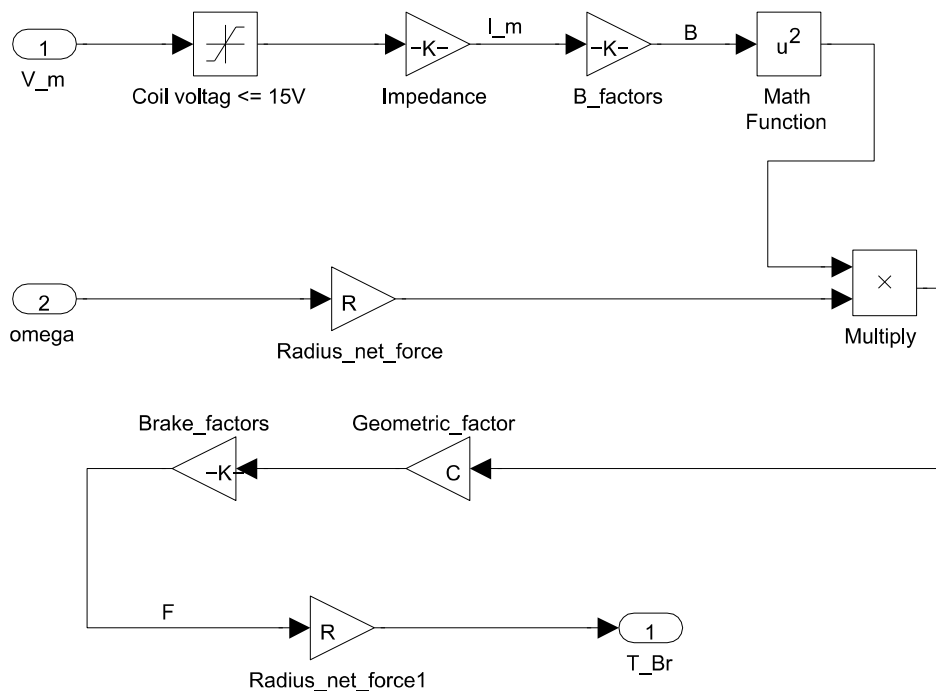 1
V_m
Coil voltag <= 15V
−K−
Impedance
I_m
−K−
B_factors
B
u2
Math
Function
2
omega
R
Radius_net_force
×
Multiply
Brake_factors
−K−
Geometric_factor
C
F
R
Radius_net_force1
1
T_Br